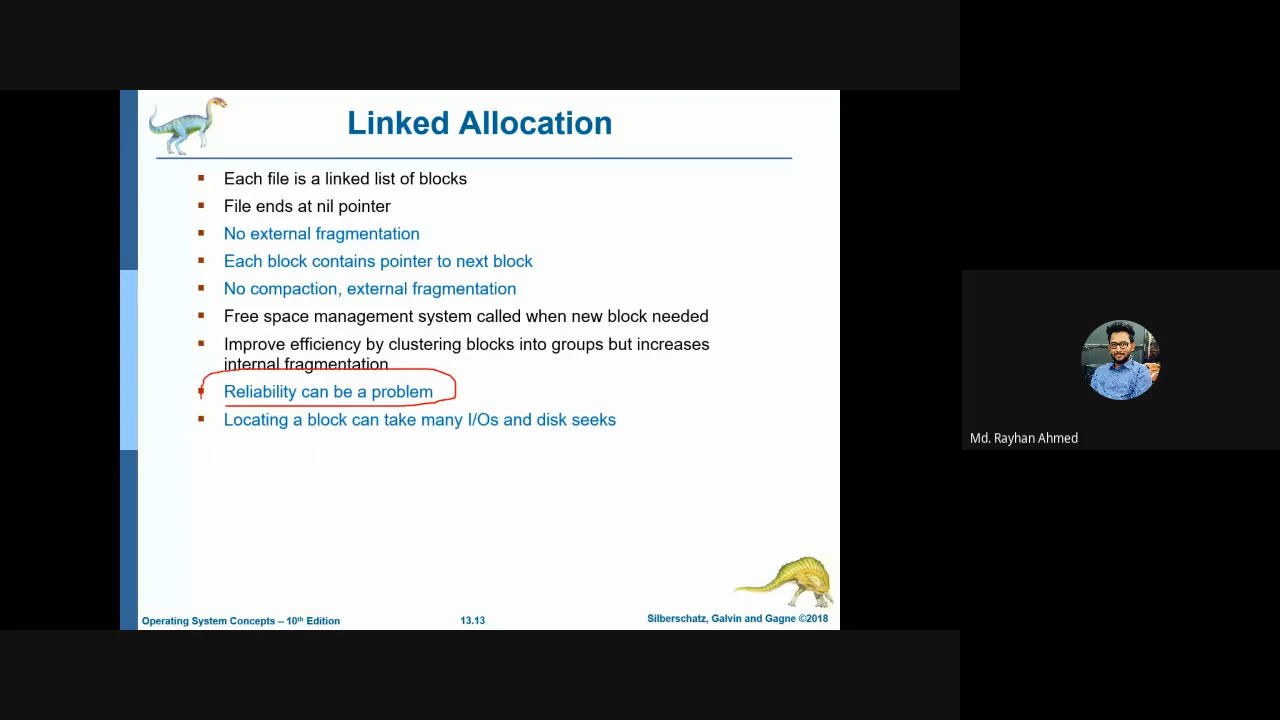 Linked Allocation
Each file is a linked list of blocks
File ends at nil pointer
No external fragmentation
Each block contains pointer to next block
No compaction, external fragmentation
Free space management system called when new block needed
Improve efficiency by clustering blocks into groups but increases
internal fragmentation
Reliability can be a problem
Locating a block can take many I/Os and disk seeks
Operating System Concepts – 10th Edition
13.13
Silberschatz, Galvin and Gagne ©2018
Md. Rayhan Ahmed